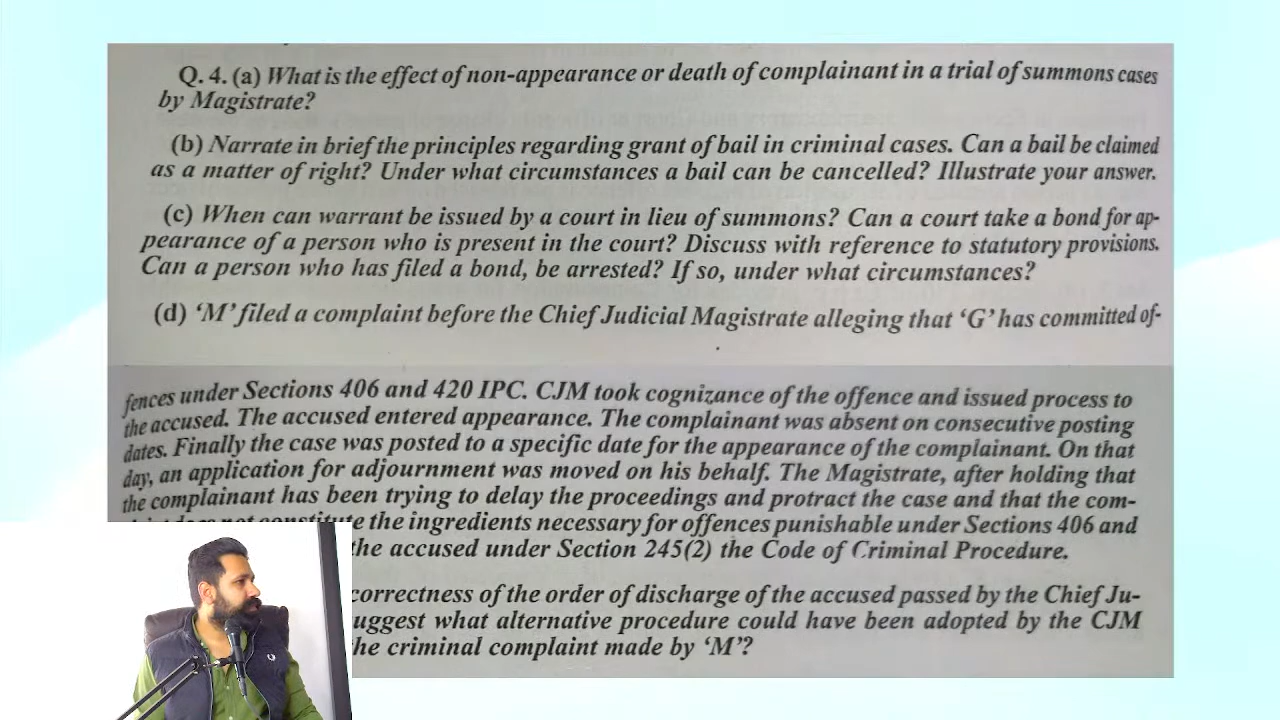 Q. 4. (a) What is the effect of non-appearance or death of complainant in a trial of summons cases
by Magistrate?
(b) Narrate in brief the principles regarding grant of bail in criminal cases. Can a bail be claimed
as a matter of right? Under what circumstances a bail can be cancelled? Illustrate your answer.
(c) When can warrant be issued by a court in lieu of summons? Can a court take a bond for ap-
pearance of a person who is present in the court? Discuss with reference to statutory provisions.
Can a person who has filed a bond, be arrested? If so, under what circumstances?
(d) ‘M’ filed a complaint before the Chief Judicial Magistrate alleging that ‘G’ has committed of-
fences under Sections 406 and 420 IPC. CJM took cognizance of the offence and issued process to
the accused. The accused entered appearance. The complainant was absent on consecutive posting
dates. Finally the case was posted to a specific date for the appearance of the complainant. On that
day, an application for adjournment was moved on his behalf. The Magistrate, after holding that
the complainant has been trying to delay the proceedings and protract the case and that the com-
not constitute the ingredients necessary for offences punishable under Sections 406 and
the accused under Section 245(2) the Code of Criminal Procedure.
correctness of the order of discharge of the accused passed by the Chief Ju-
uggest what alternative procedure could have been adopted by the CJM
he criminal complaint made by ‘M’?